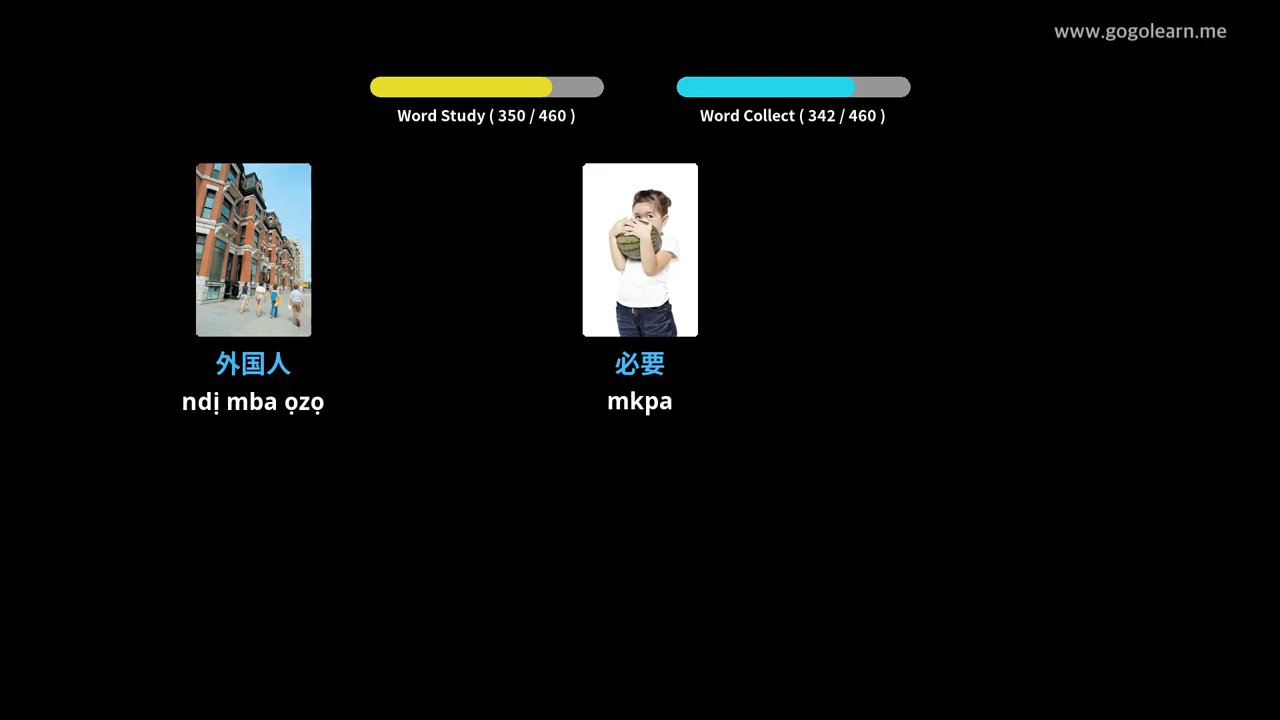 www.gogolearn.me
Word Study ( 350 / 460 )
Word Collect ( 342 / 460 )
外国人
ndị mba ọzọ
必要
mkpa